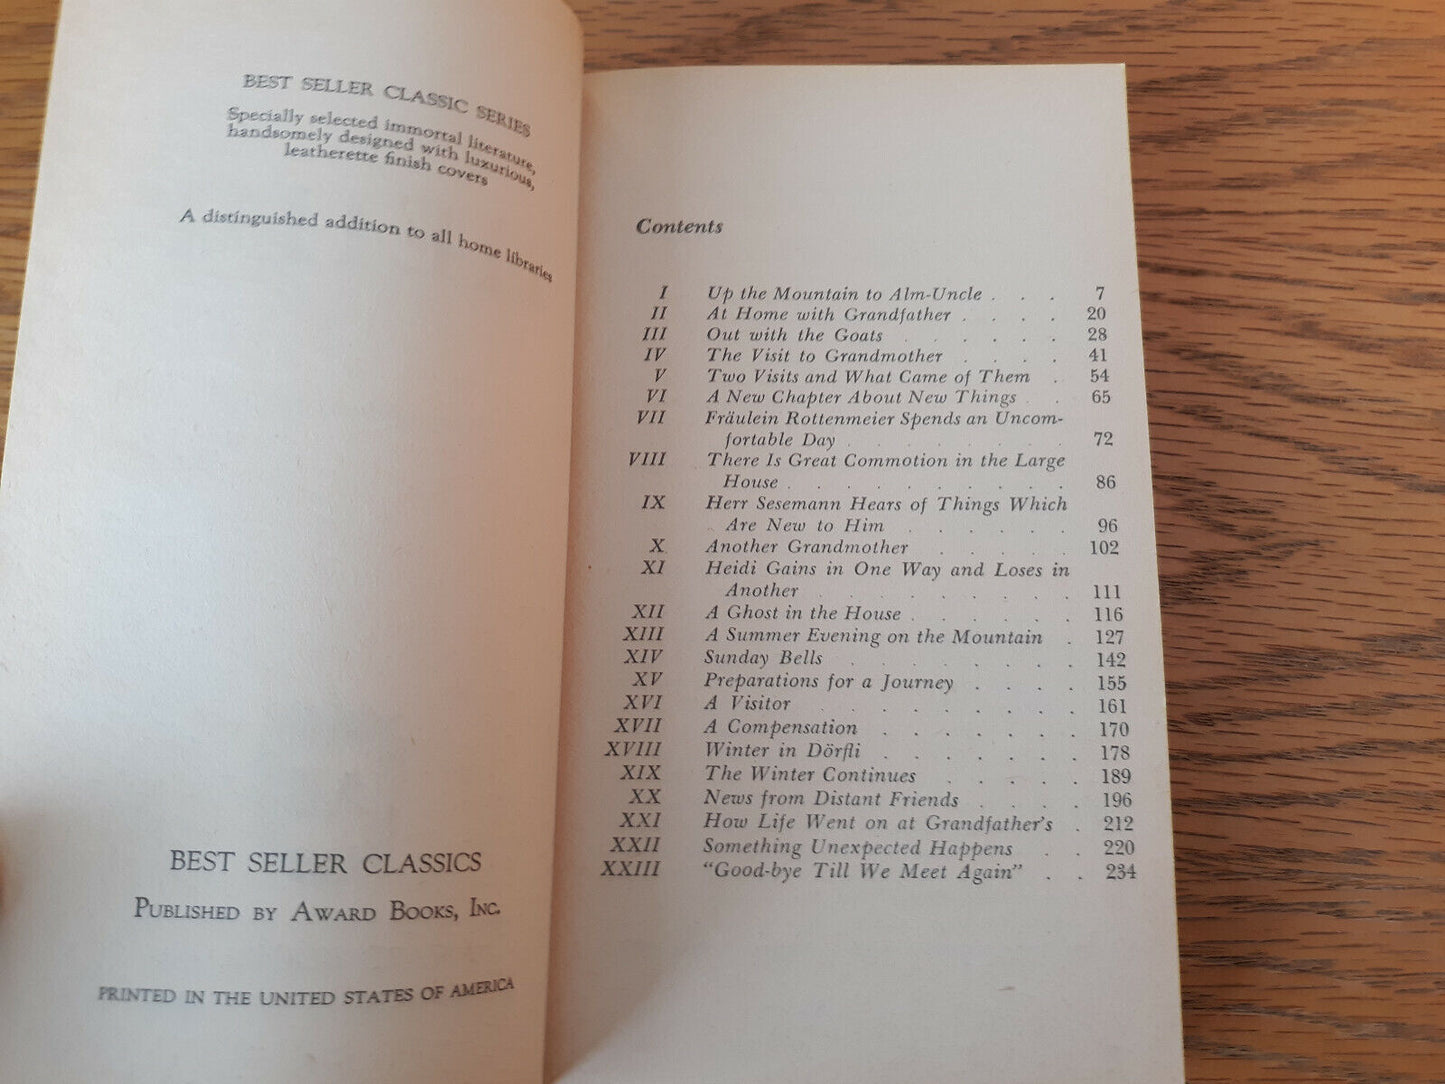 BEST SELLER CLASSIC SERIES
Specially selected immortal literature,
handsomely designed with luxurious,
leatherette finish covers
A distinguished addition to all home libraries
BEST SELLER CLASSICS
PUBLISHED BY AWARD BOOKS, INC.
PRINTED IN THE UNITED STATES OF AMERICA
Contents
I Up the Mountain to Alm-Uncle . . . 7
II At Home with Grandfather . . . . 20
III Out with the Goats . . . . . . 28
IV The Visit to Grandmother . . . . 41
V Two Visits and What Came of Them . 54
VI A New Chapter About New Things . . 65
VII Fräulein Rottenmeier Spends an Uncom-
fortable Day . . . . . . . . 72
VIII There Is Great Commotion in the Large
House . . . . . . . . . . 86
IX Herr Sesemann Hears of Things Which
Are New to Him . . . . . . 96
X Another Grandmother . . . . . 102
XI Heidi Gains in One Way and Loses in
Another . . . . . . . . . 111
XII A Ghost in the House . . . . . . 116
XIII A Summer Evening on the Mountain . 127
XIV Sunday Bells . . . . . . . . 142
XV Preparations for a Journey . . . . 155
XVI A Visitor . . . . . . . . . 161
XVII A Compensation . . . . . . . 170
XVIII Winter in Dörfli . . . . . . . 178
XIX The Winter Continues . . . . . 189
XX News from Distant Friends . . . . 196
XXI How Life Went on at Grandfather's . 212
XXII Something Unexpected Happens . . 220
XXIII "Good-bye Till We Meet Again" . . 234